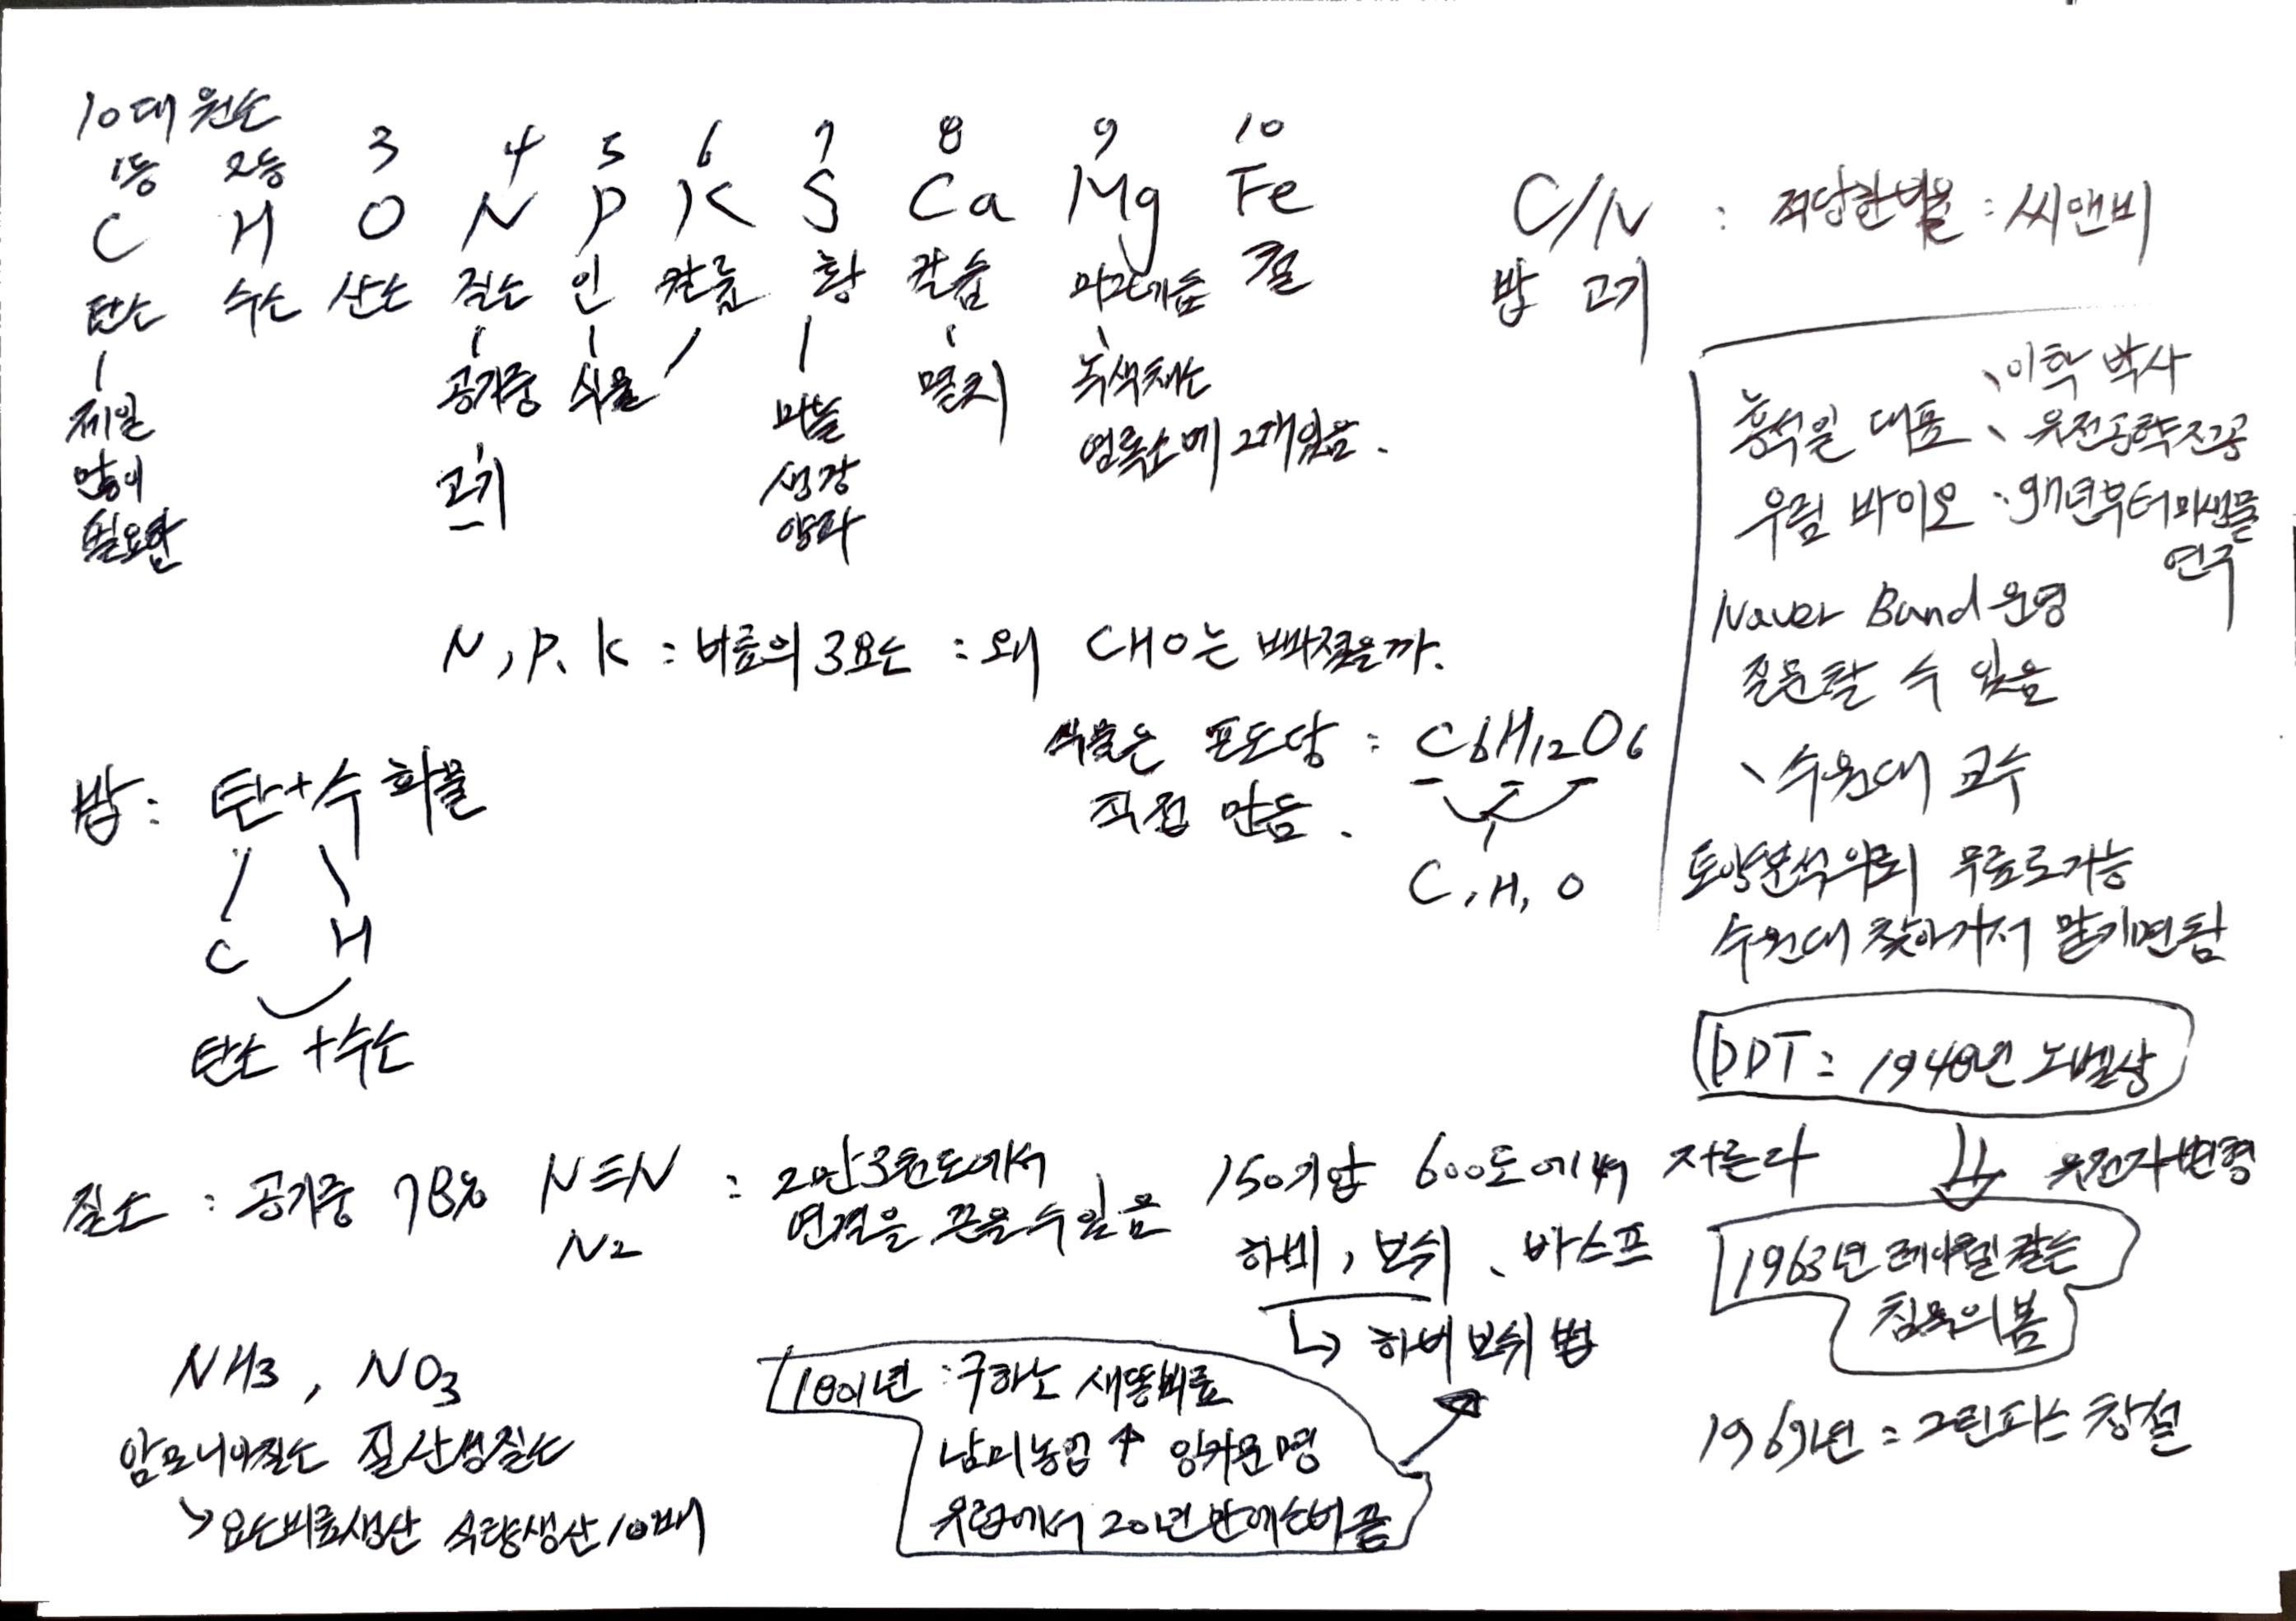 10대 원소
1등 2등 3 4 5 6 7 8 9 10
C H O N P K S Ca Mg Fe
탄소 수소 산소 질소 인 칼륨 황 칼슘 마그네슘 철
제일 많이 필요한
공기중 고기
식물
마늘 생강 양파
멸치
녹색채소
엽록소에 2개있음.
C/N : 적당한 비율 : 씨앤비
밥 고기
홍석일 대표
、이학 박사
、유전공학전공
우림 바이오 : 97년부터 미생물
연구
Naver Band 운영
질문할 수 있음
、수원대 교수
토양분석의뢰 무료로가능
수원대 찾아가서 맡기면됨
N, P, K : 비료의 3요소 : 왜 CHO는 빠졌을까.
식물은 포도당 : C6H12O6
직접 만듬.
C, H, O
밥 : 탄+수화물
C H
탄소+수소
DDT : 1948년 노벨상
유전자변형
1963년 레이첼 칼슨
침묵의 봄
1969년 : 그린피스 창설
질소 : 공기중 78% N≡N : 2만3천도에서
N2 연결을 끊을 수 있음
150기압 600도에서 자른다
하버, 보쉬、바스프
↳ 하버 보쉬 법
NH3, NO3
암모니아질소 질산성질소
↘ 요소비료생산 식량생산 10배
1801년 : 구아노 새똥비료
남미농업 ↑ 잉카문명
유럽에서 20년만에 소비 끝